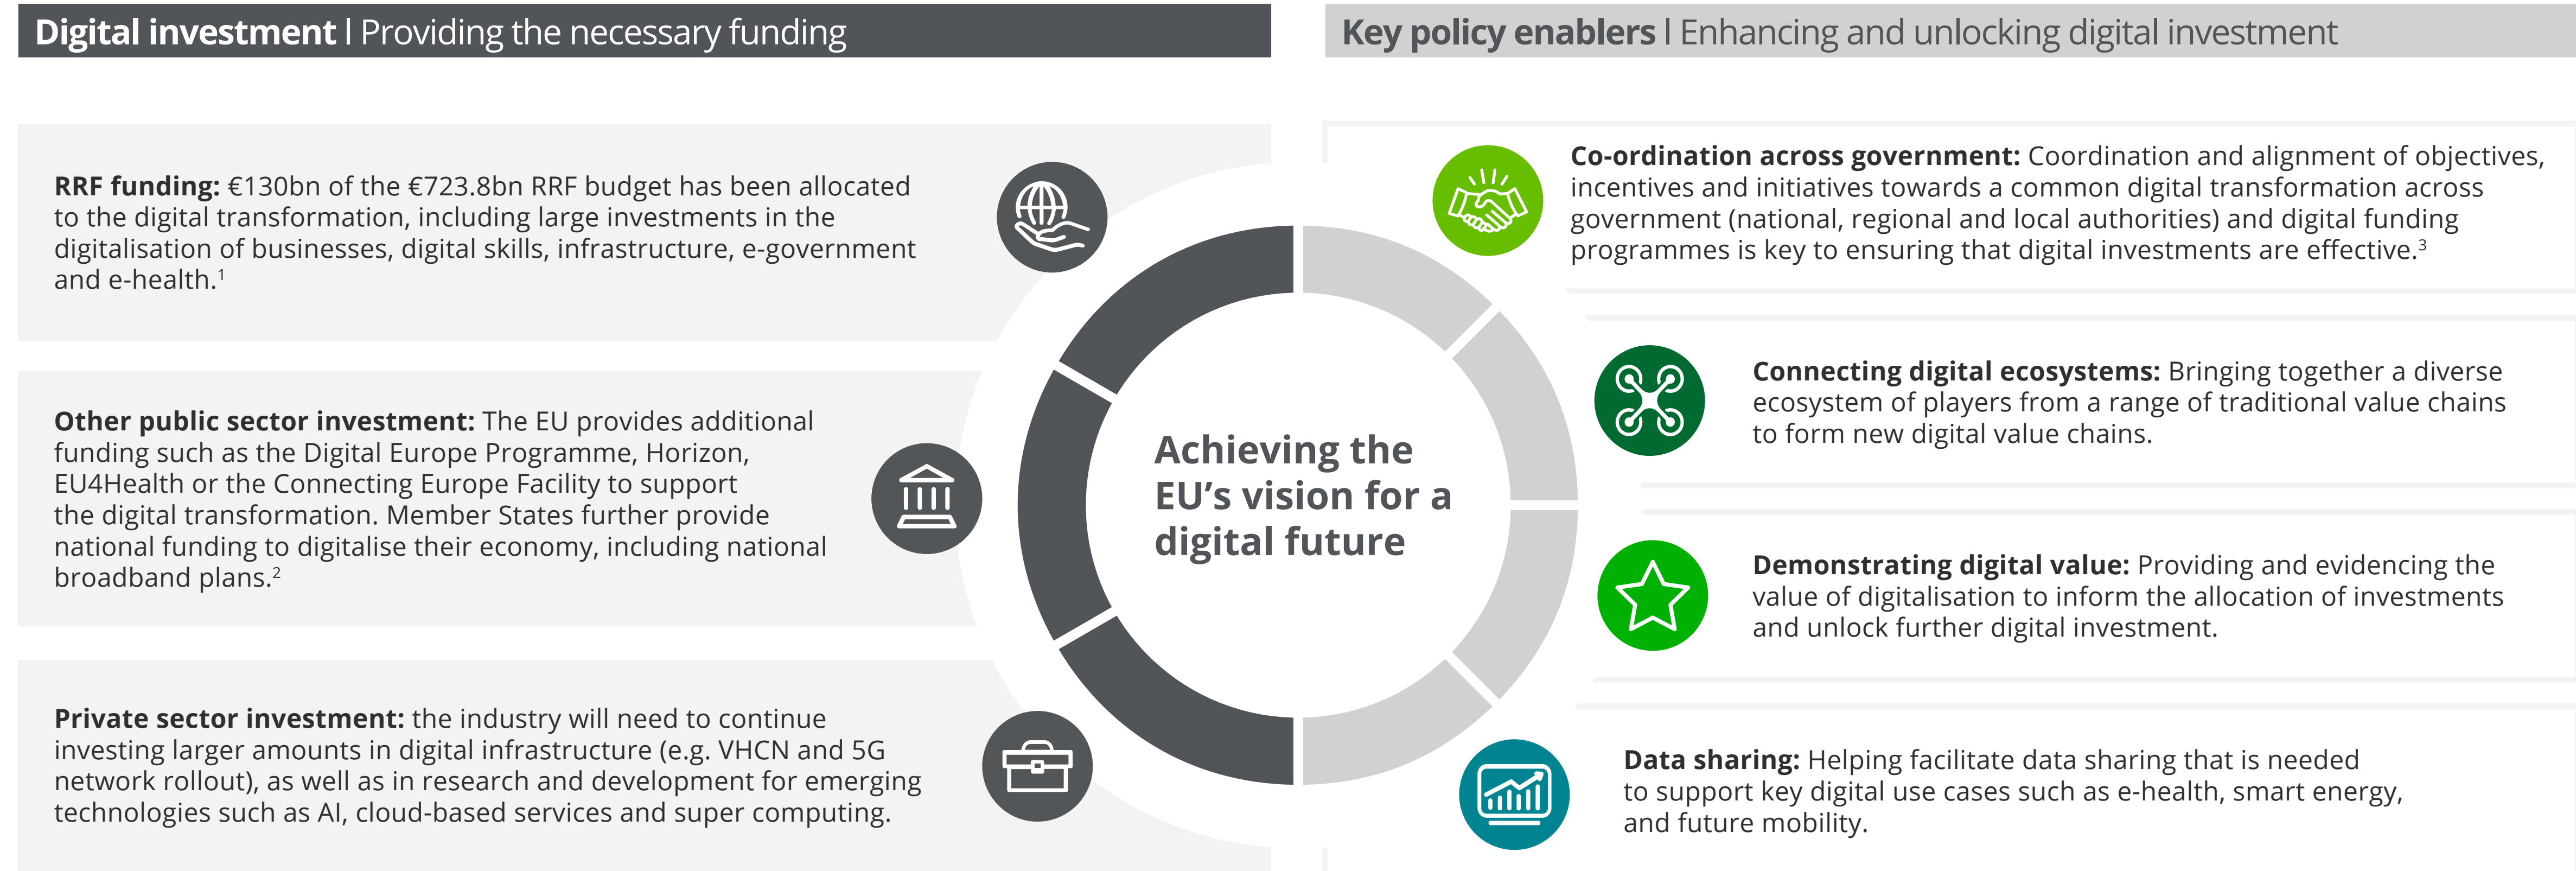 Digital investment | Providing the necessary funding
RRF funding: €130bn of the €723.8bn RRF budget has been allocated
to the digital transformation, including large investments in the
digitalisation of businesses, digital skills, infrastructure, e-government
and e-health.1
Other public sector investment: The EU provides additional
funding such as the Digital Europe Programme, Horizon,
EU4Health or the Connecting Europe Facility to support
the digital transformation. Member States further provide
national funding to digitalise their economy, including national
broadband plans.2
Private sector investment: the industry will need to continue
investing larger amounts in digital infrastructure (e.g. VHCN and 5G
network rollout), as well as in research and development for emerging
technologies such as AI, cloud-based services and super computing.
Achieving the
EU’s vision for a
digital future
Key policy enablers | Enhancing and unlocking digital investment
Co-ordination across government: Coordination and alignment of objectives,
incentives and initiatives towards a common digital transformation across
government (national, regional and local authorities) and digital funding
programmes is key to ensuring that digital investments are effective.3
Connecting digital ecosystems: Bringing together a diverse
ecosystem of players from a range of traditional value chains
to form new digital value chains.
Demonstrating digital value: Providing and evidencing the
value of digitalisation to inform the allocation of investments
and unlock further digital investment.
Data sharing: Helping facilitate data sharing that is needed
to support key digital use cases such as e-health, smart energy,
and future mobility.